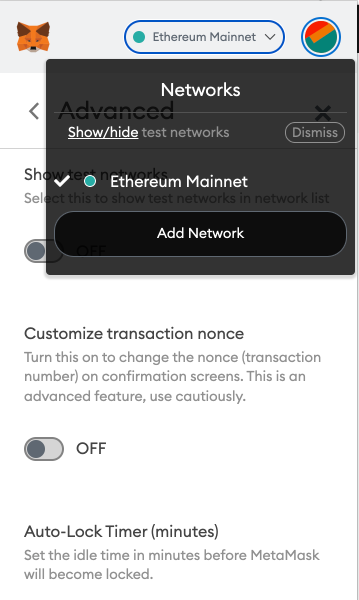 Ethereum Mainnet
Networks
Advanced
Show/hide test networks
Dismiss
Show test networks
Ethereum Mainnet
Select this to show test networks in network list
Add Network
OFF
Customize transaction nonce
Turn this on to change the nonce (transaction
number) on confirmation screens. This is an
advanced feature, use cautiously.
OFF
Auto-Lock Timer (minutes)
Set the idle time in minutes before MetaMask
will become locked.